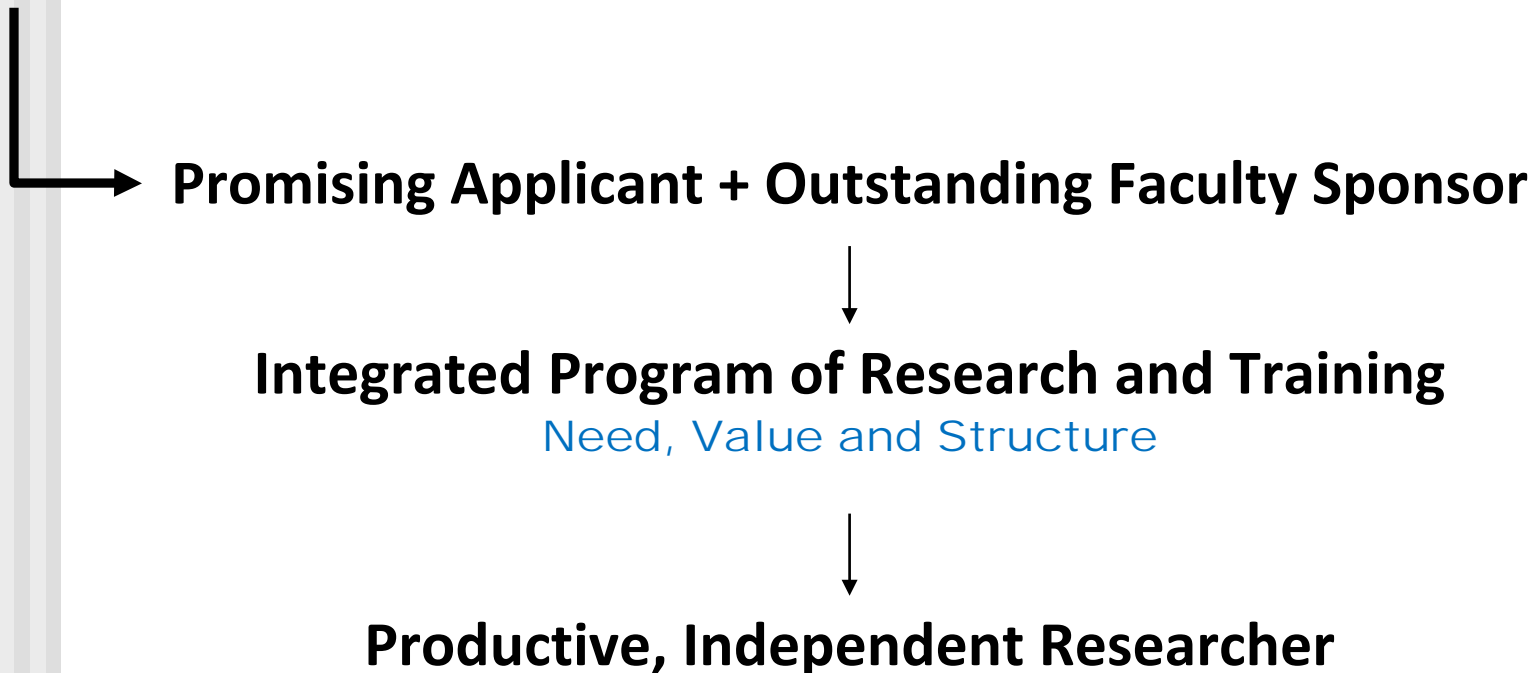 Promising Applicant + Outstanding Faculty Sponsor
Integrated Program of Research and Training
Need, Value and Structure
Productive, Independent Researcher